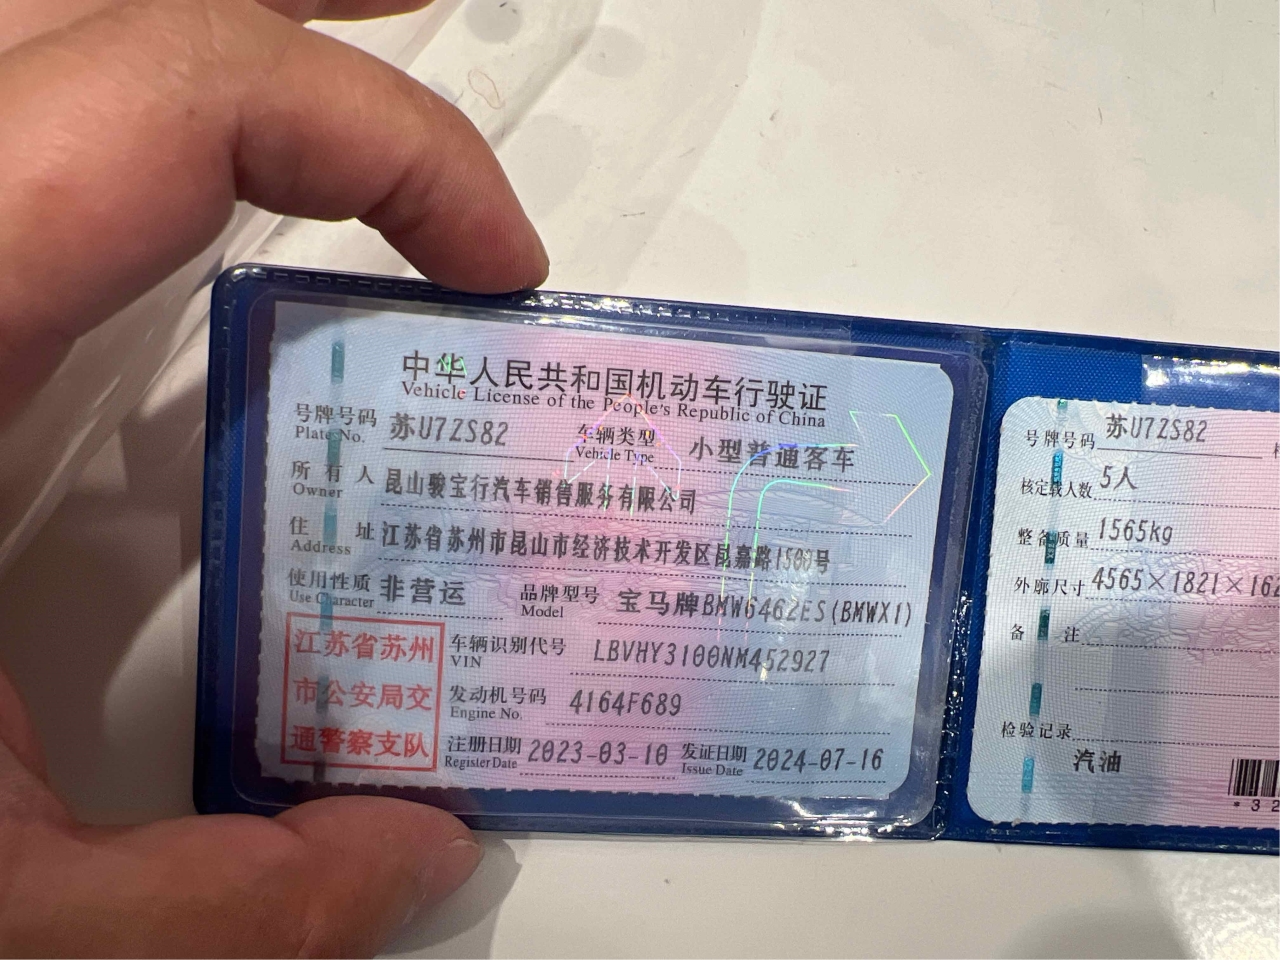 中华人民共和国机动车行驶证
Vehicle License of the People's Republic of China
号牌号码 苏U7ZS82 车辆类型 小型普通客车
Plate No. Vehicle Type
所有人 昆山骏宝行汽车销售服务有限公司
Owner
住址 江苏省苏州市昆山市经济技术开发区昆嘉路1500号
Address
使用性质 非营运 品牌型号 宝马牌BMW6462ES(BMWX1)
Use Character Model
江苏省苏州
市公安局交
通警察支队
车辆识别代号 LBVHY3100NM452927
VIN
发动机号码 4164F689
Engine No.
注册日期 2023-03-10 发证日期 2024-07-16
Register Date Issue Date
号牌号码 苏U7ZS82
核定载人数 5人
整备质量 1565kg
外廓尺寸 4565×1821×162
备注
检验记录
汽油
*32